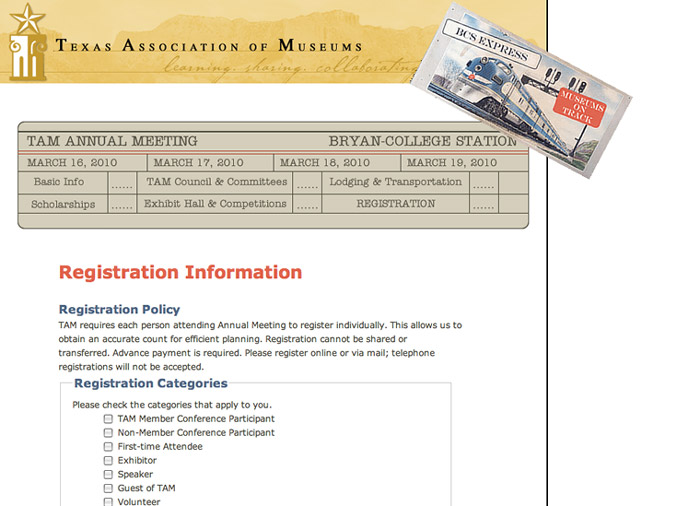 Texas Association of Museums
learning. sharing. collaborating
BCS EXPRESS
MUSEUMS
ON
TRACK
TAM ANNUAL MEETING BRYAN-COLLEGE STATION
MARCH 16, 2010 MARCH 17, 2010 MARCH 18, 2010 MARCH 19, 2010
Basic Info ...... TAM Council & Committees ...... Lodging & Transportation ......
Scholarships ...... Exhibit Hall & Competitions ...... REGISTRATION ......
Registration Information
Registration Policy
TAM requires each person attending Annual Meeting to register individually. This allows us to
obtain an accurate count for efficient planning. Registration cannot be shared or
transferred. Advance payment is required. Please register online or via mail; telephone
registrations will not be accepted.
Registration Categories
Please check the categories that apply to you.
TAM Member Conference Participant
Non-Member Conference Participant
First-time Attendee
Exhibitor
Speaker
Guest of TAM
Volunteer